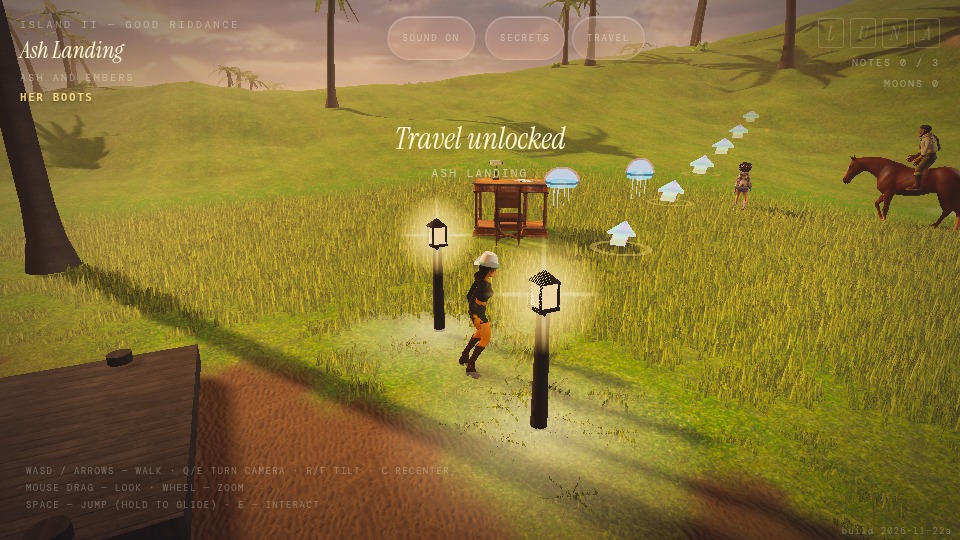 ISLAND II — GOOD RIDDANCE
Ash Landing
ASH AND EMBERS
HER BOOTS
SOUND ON
SECRETS
TRAVEL
L U N A
NOTES 0 / 3
MOONS 0
Travel unlocked
ASH LANDING
WASD / ARROWS — WALK · Q/E TURN CAMERA · R/F TILT · C RECENTER
MOUSE DRAG — LOOK · WHEEL — ZOOM
SPACE — JUMP (HOLD TO GLIDE) · E — INTERACT
build 2026-11-22a